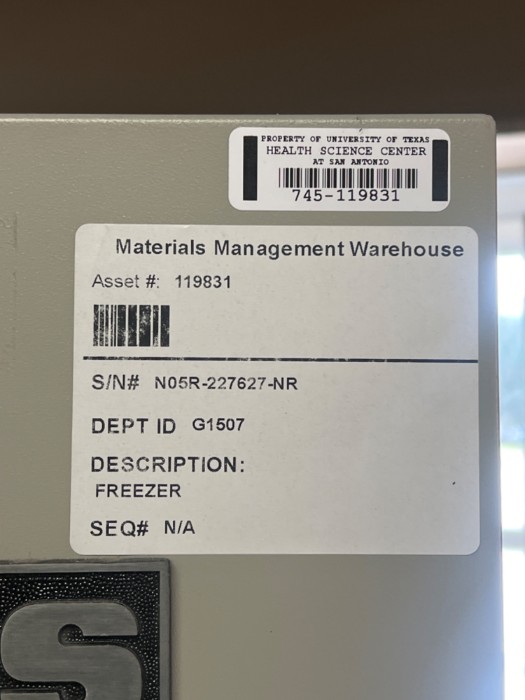 PROPERTY OF UNIVERSITY OF TEXAS
HEALTH SCIENCE CENTER
AT SAN ANTONIO
745-119831
Materials Management Warehouse
Asset #: 119831
S/N# N05R-227627-NR
DEPT ID G1507
DESCRIPTION:
FREEZER
SEQ# N/A
S